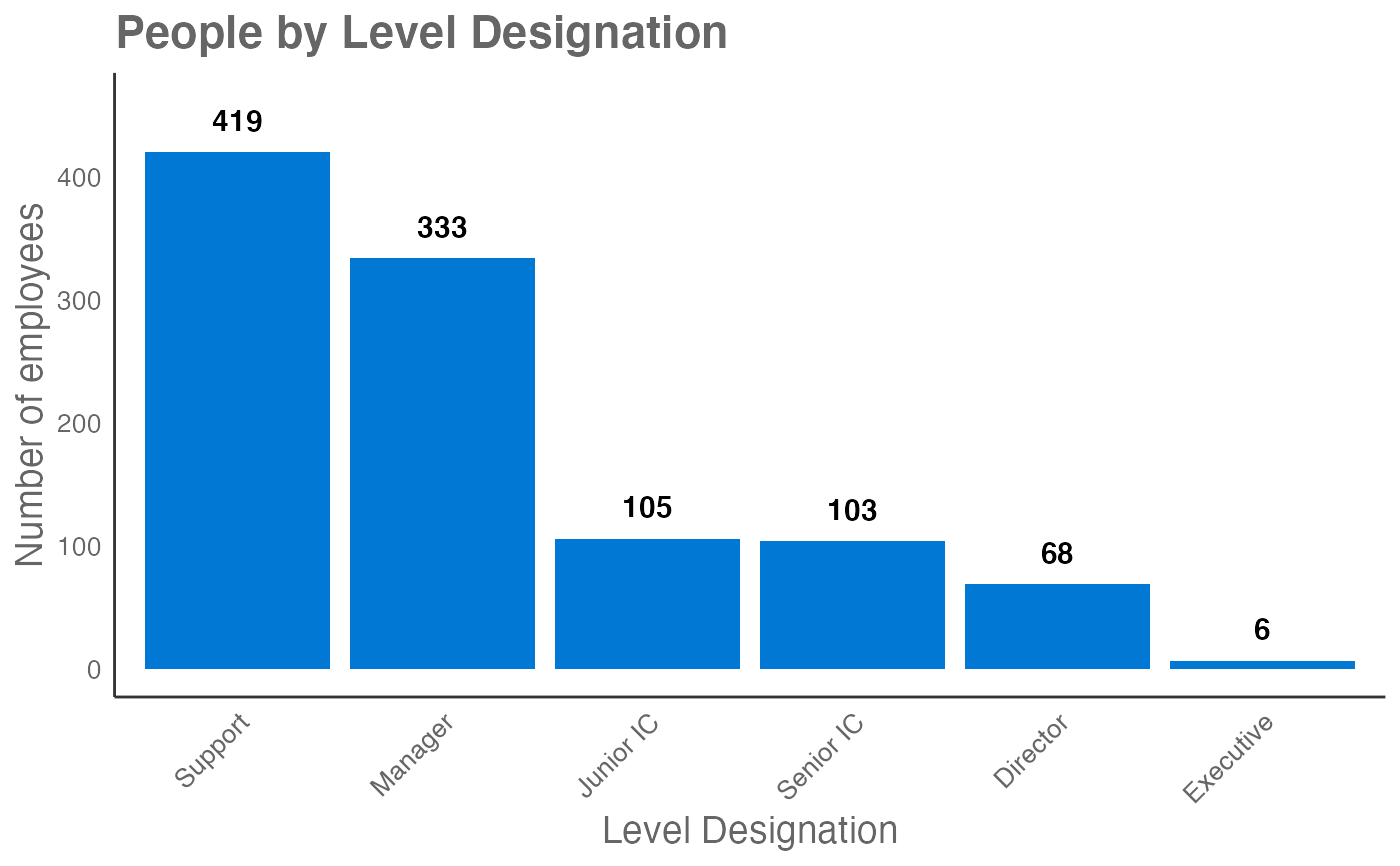 People by Level Designation
Number of employees
400
300
200
100
0
419
333
105
103
68
6
Support
Manager
Junior IC
Senior IC
Director
Executive
Level Designation